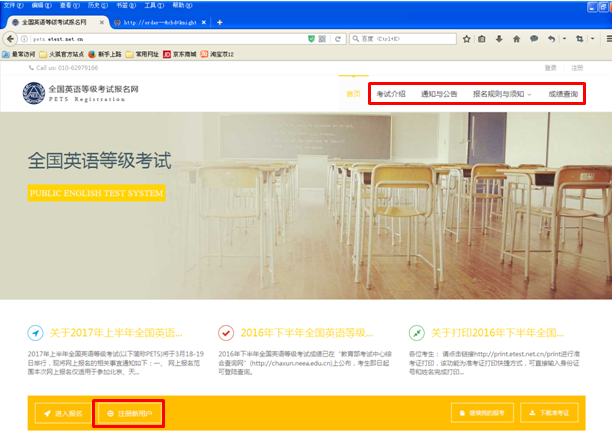 文件(F) 编辑(E) 查看(V) 历史(S) 书签(B) 工具(T) 帮助(H)
全国英语等级考试报名网
pets.etest.net.cn
百度 <Ctrl+K>
最常访问 火狐官方站点 新手上路 常用网址 京东商城 淘宝双12
Call us: 010-62979166 登录 注册
全国英语等级考试报名网
PETS Registration
首页 考试介绍 通知与公告 报名规则与须知 成绩查询
全国英语等级考试
PUBLIC ENGLISH TEST SYSTEM
关于2017年上半年全国英语...
2017年上半年全国英语等级考试(以下简称PETS)将于3月18-19
日举行，现将网上报名的相关事宜通知如下：一、 网上报名范
围本次网上报名仅适用于参加北京、天...
2016年下半年全国英语等级...
2016年下半年全国英语等级考试成绩已在“教育部考试中心综
合查询网”(http://chaxun.neea.edu.cn)上公布，考生即日起
可登陆查询。
关于打印2016年下半年全国...
各位考生： 请点击链接http://print.etest.net.cn/print进行准
考证打印，该功能为准考证打印快捷方式，可直接输入身份证
号和姓名完成打印...
进入报名 注册新用户 继续我的报考 下载准考证